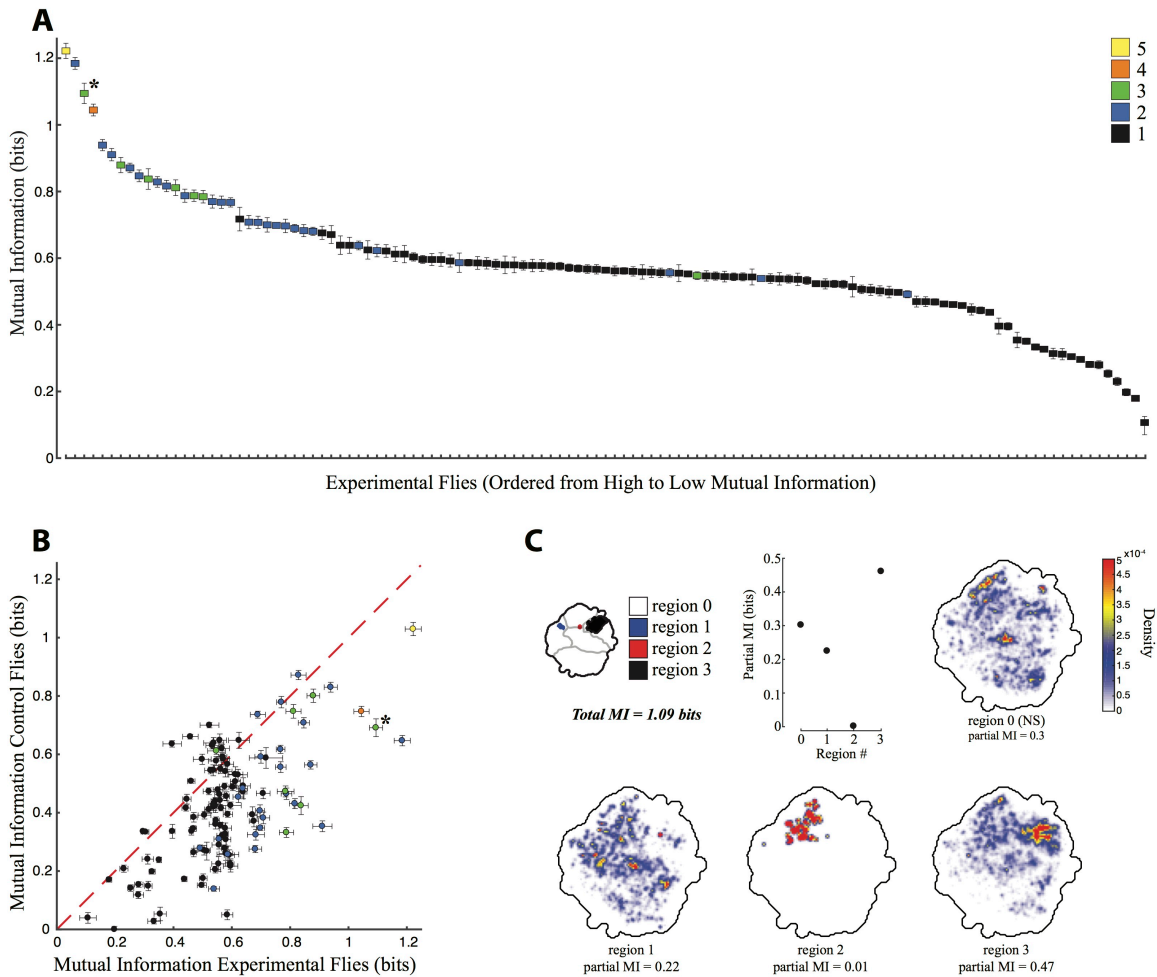 A
Mutual Information (bits)
1.2
1
0.8
0.6
0.4
0.2
0
*
5
4
3
2
1
Experimental Flies (Ordered from High to Low Mutual Information)
B
Mutual Information Control Flies (bits)
1.2
1
0.8
0.6
0.4
0.2
0
*
0 0.2 0.4 0.6 0.8 1 1.2
Mutual Information Experimental Flies (bits)
C
region 0
region 1
region 2
region 3
Total MI = 1.09 bits
Partial MI (bits)
0.5
0.4
0.3
0.2
0.1
0
0 1 2 3
Region #
region 0 (NS)
partial MI = 0.3
5 x10⁻⁴
4.5
4
3.5
3
2.5
2
1.5
1
0.5
0
Density
region 1
partial MI = 0.22
region 2
partial MI = 0.01
region 3
partial MI = 0.47